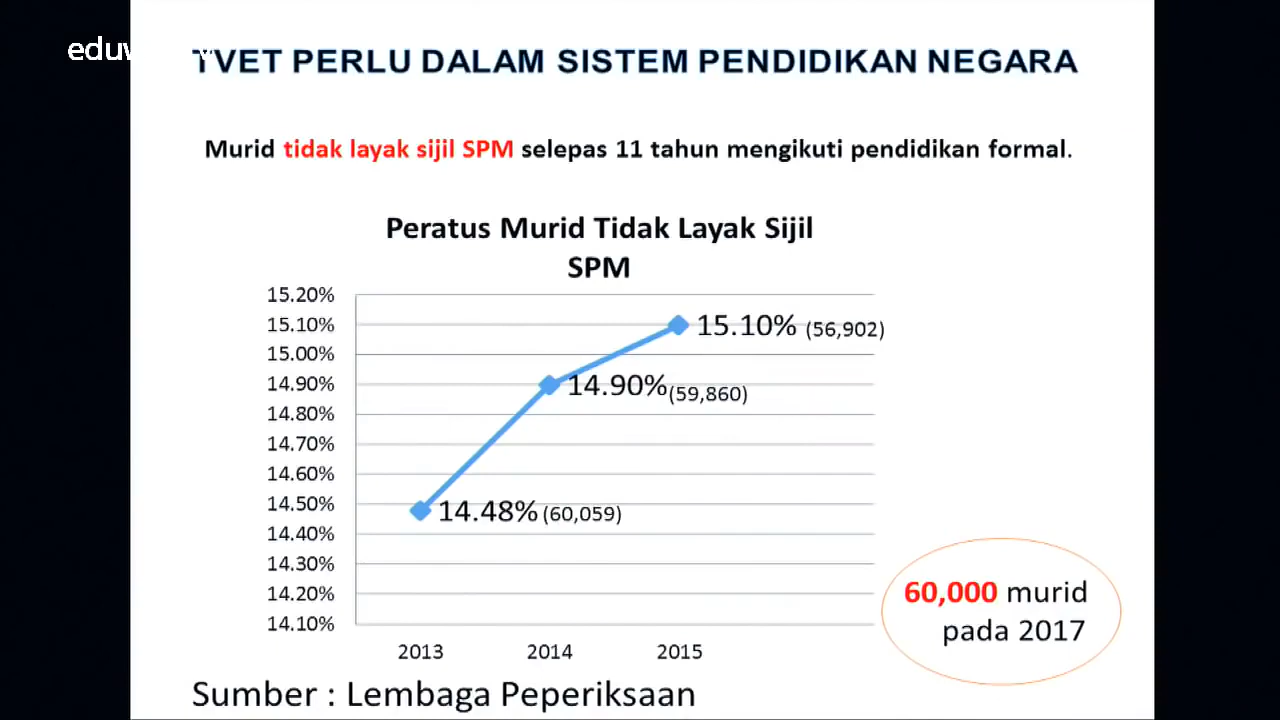 TVET PERLU DALAM SISTEM PENDIDIKAN NEGARA
Murid tidak layak sijil SPM selepas 11 tahun mengikuti pendidikan formal.
Peratus Murid Tidak Layak Sijil
SPM
15.20%
15.10%
15.00%
14.90%
14.80%
14.70%
14.60%
14.50%
14.40%
14.30%
14.20%
14.10%
15.10% (56,902)
14.90% (59,860)
14.48% (60,059)
2013 2014 2015
60,000 murid
pada 2017
Sumber : Lembaga Peperiksaan